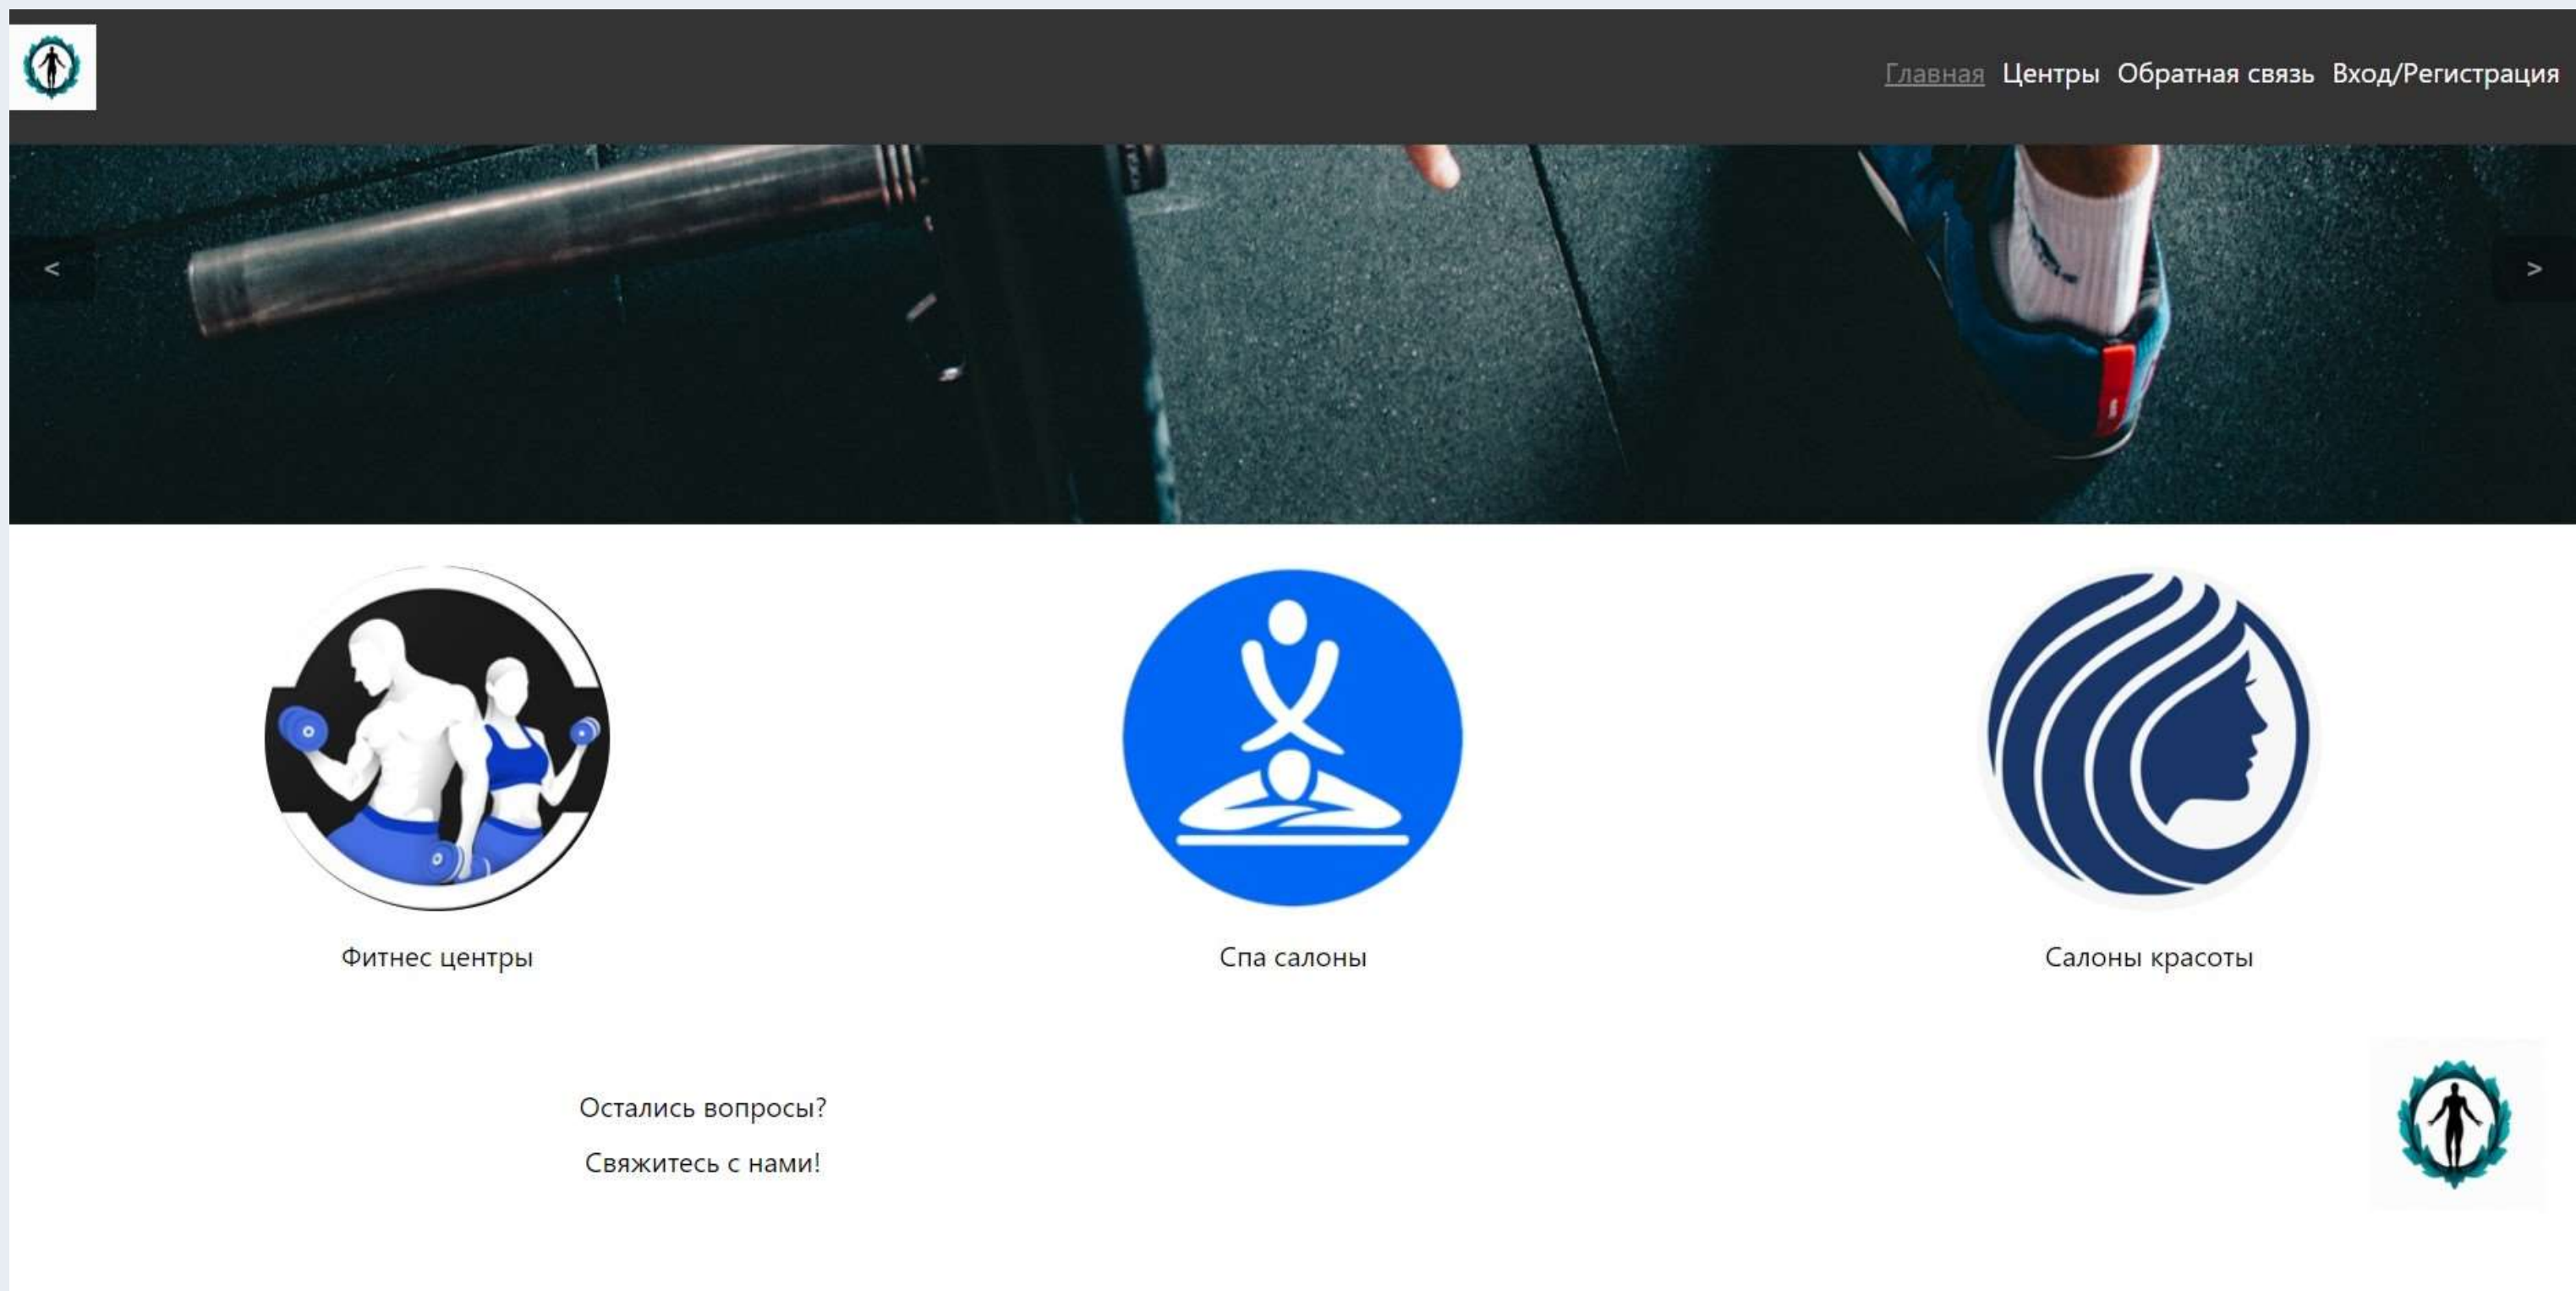 Главная Центры Обратная связь Вход/Регистрация
<
>
Фитнес центры
Спа салоны
Салоны красоты
Остались вопросы?
Свяжитесь с нами!